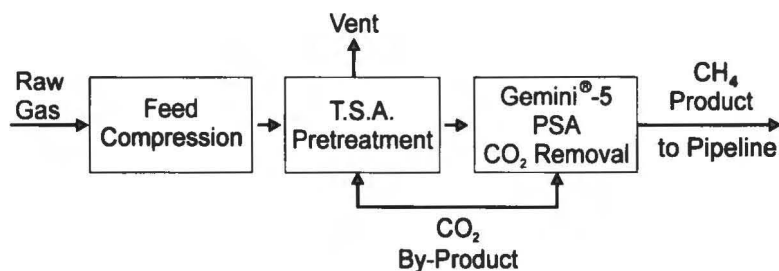 Vent
Raw
Gas
Feed
Compression
T.S.A.
Pretreatment
Gemini®-5
PSA
CO₂ Removal
CH₄
Product
to Pipeline
CO₂
By-Product